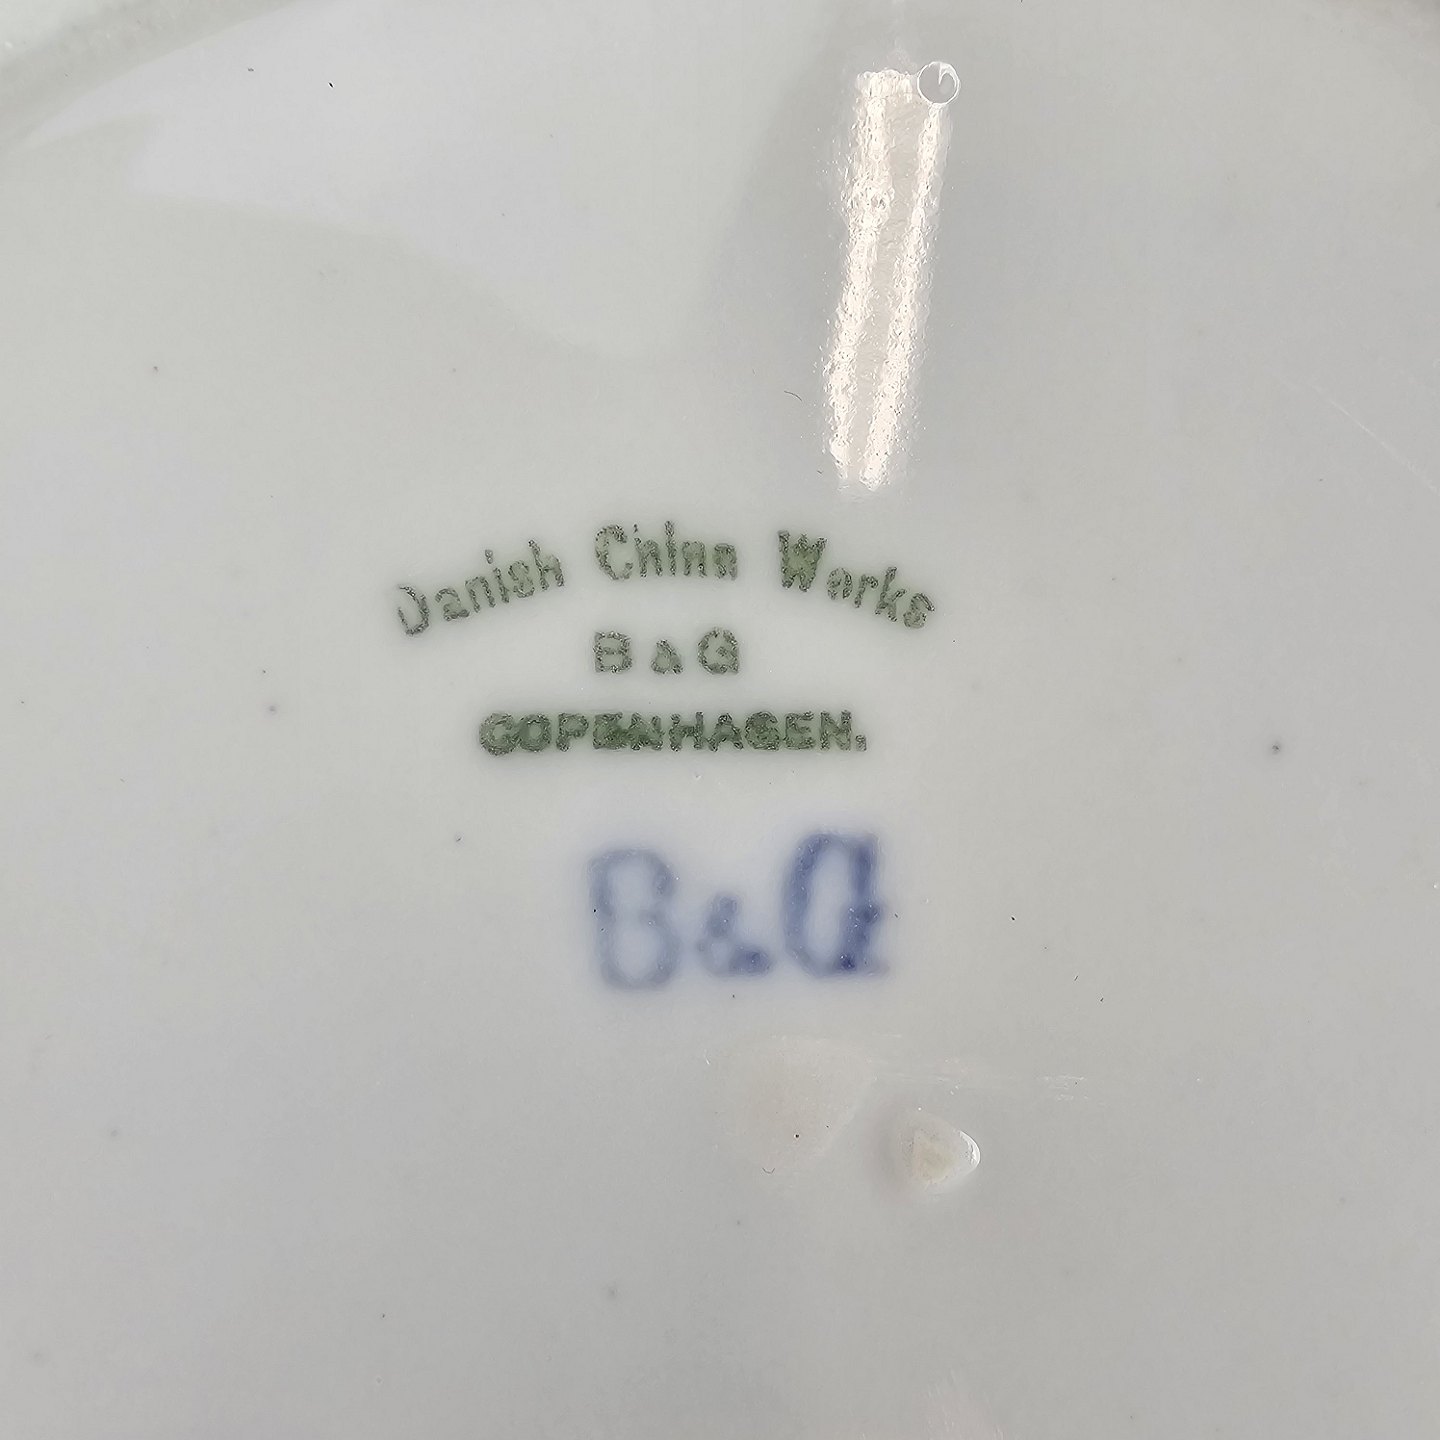 Danish China Works
B & G
COPENHAGEN.
B&G